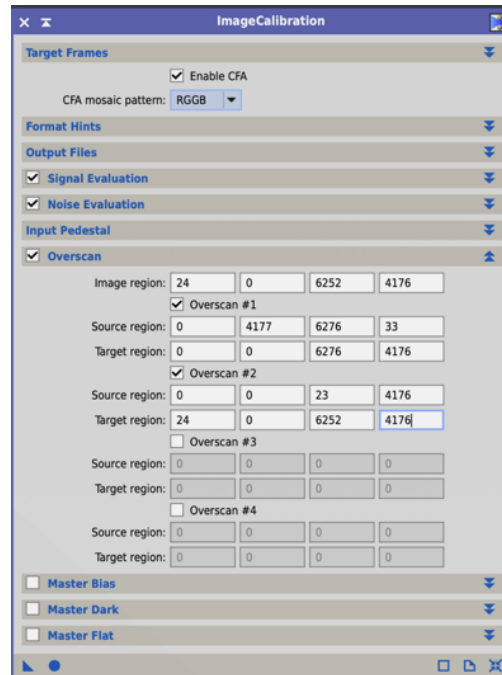 ImageCalibration
Target Frames
Enable CFA
CFA mosaic pattern: RGGB
Format Hints
Output Files
Signal Evaluation
Noise Evaluation
Input Pedestal
Overscan
Image region: 24 0 6252 4176
Overscan #1
Source region: 0 4177 6276 33
Target region: 0 0 6276 4176
Overscan #2
Source region: 0 0 23 4176
Target region: 24 0 6252 4176
Overscan #3
Source region: 0 0 0 0
Target region: 0 0 0 0
Overscan #4
Source region: 0 0 0 0
Target region: 0 0 0 0
Master Bias
Master Dark
Master Flat